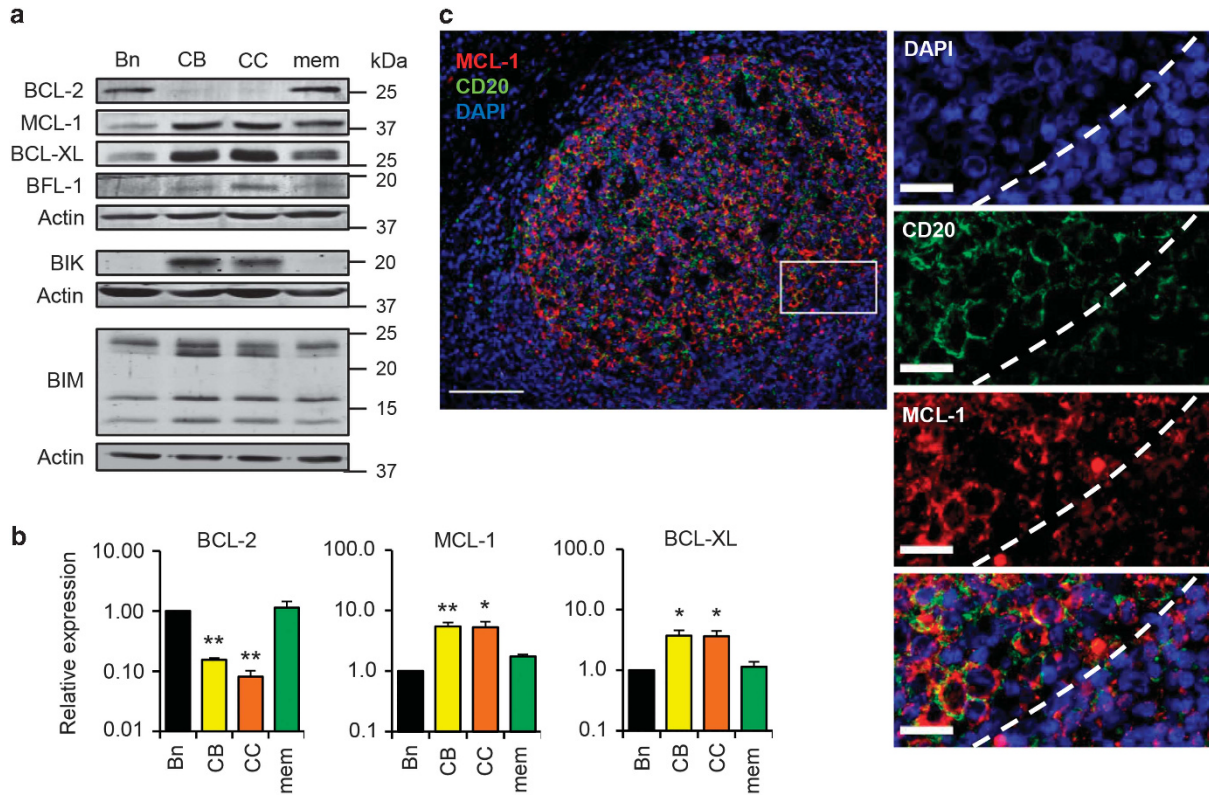 a
Bn CB CC mem kDa
BCL-2 25
MCL-1 37
BCL-XL 25
BFL-1 20
Actin 37
BIK 20
Actin 37
BIM 25
20
15
Actin 37
b
Relative expression
BCL-2
10.00
1.00
0.10
0.01
** **
Bn CB CC mem
MCL-1
100.0
10.0
1.0
0.1
** *
Bn CB CC mem
BCL-XL
100.0
10.0
1.0
0.1
* *
Bn CB CC mem
c
MCL-1
CD20
DAPI
DAPI
CD20
MCL-1